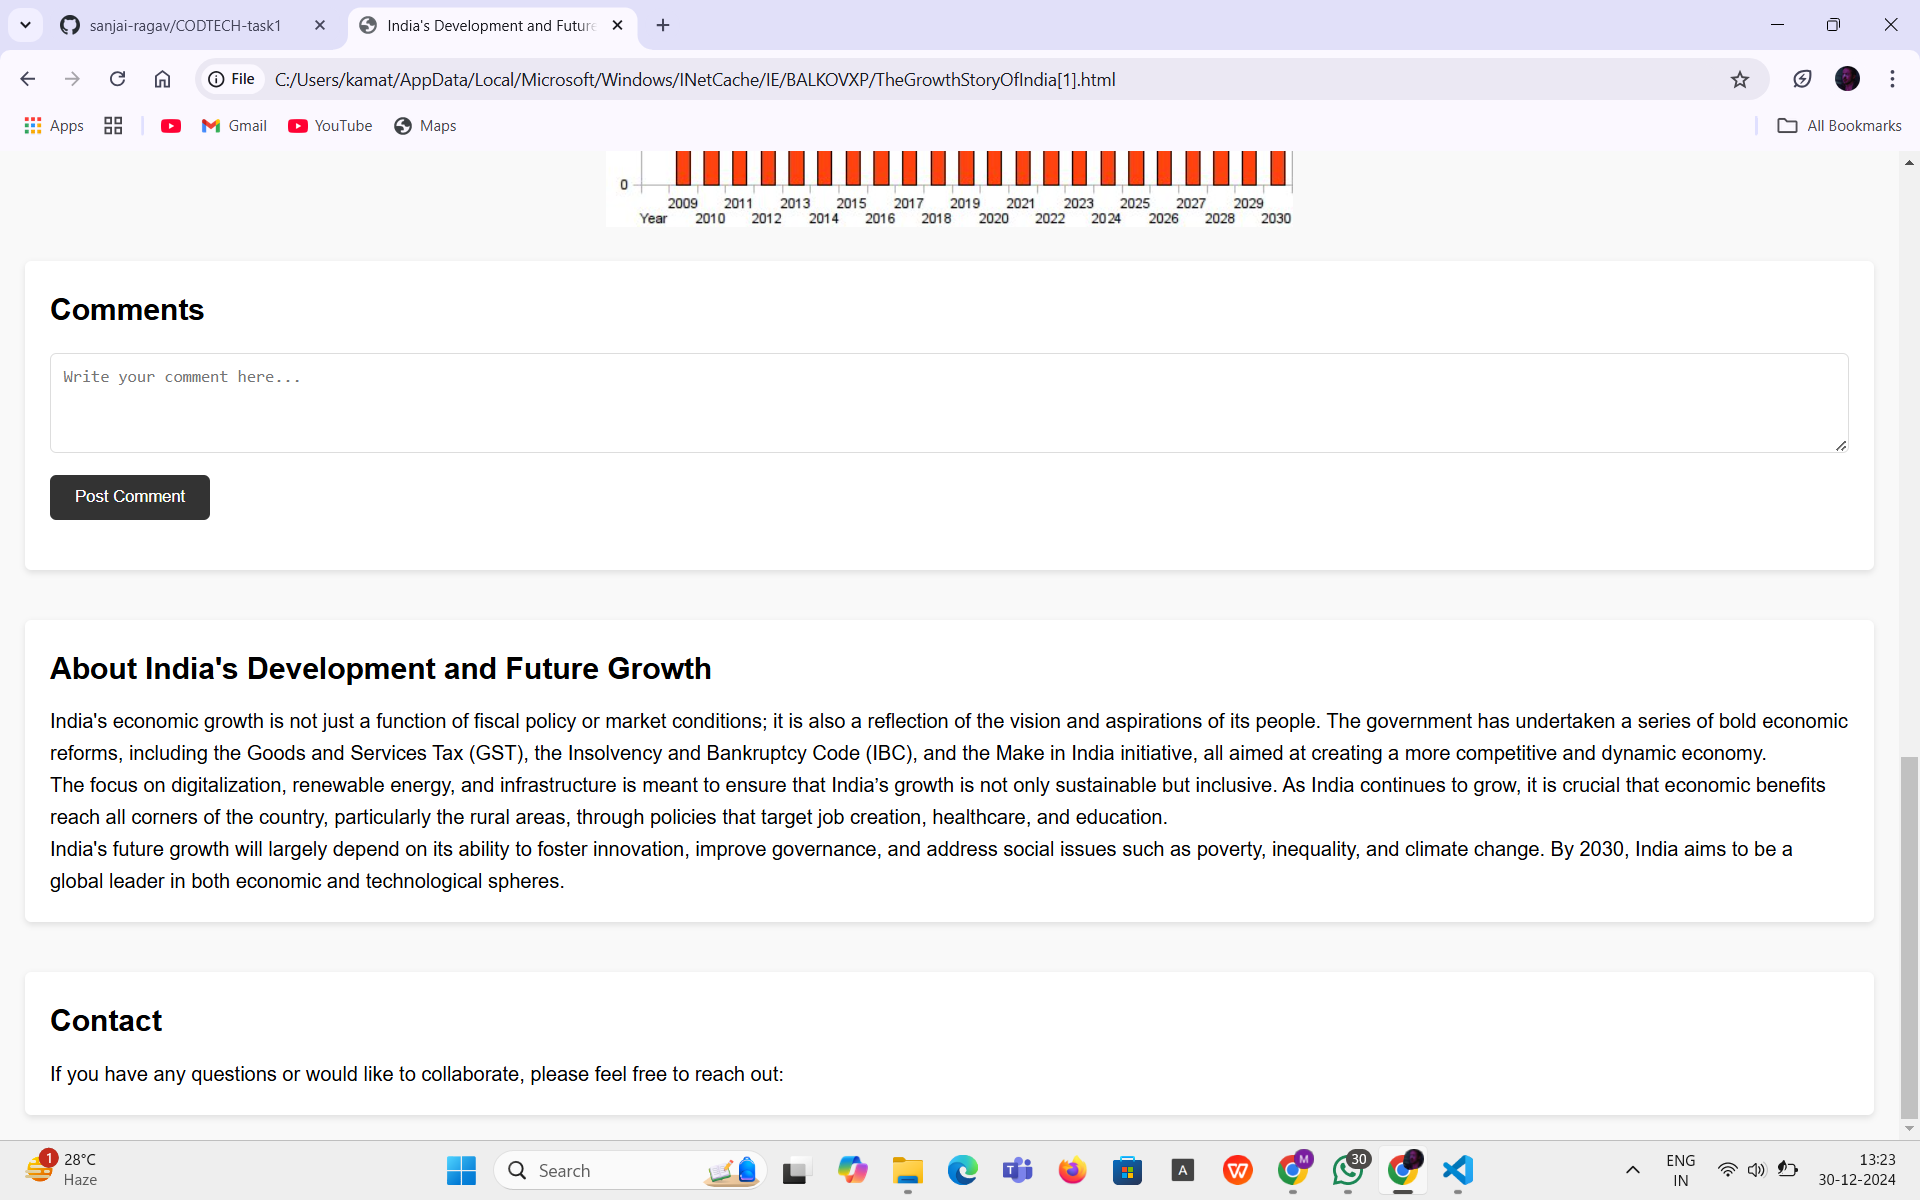 sanjai-ragav/CODTECH-task1
India's Development and Future
File
C:/Users/kamat/AppData/Local/Microsoft/Windows/INetCache/IE/BALKOVXP/TheGrowthStoryOfIndia[1].html
Apps
Gmail
YouTube
Maps
All Bookmarks
0
2009 2011 2013 2015 2017 2019 2021 2023 2025 2027 2029
Year 2010 2012 2014 2016 2018 2020 2022 2024 2026 2028 2030
Comments
Write your comment here...
Post Comment
About India's Development and Future Growth
India's economic growth is not just a function of fiscal policy or market conditions; it is also a reflection of the vision and aspirations of its people. The government has undertaken a series of bold economic
reforms, including the Goods and Services Tax (GST), the Insolvency and Bankruptcy Code (IBC), and the Make in India initiative, all aimed at creating a more competitive and dynamic economy.
The focus on digitalization, renewable energy, and infrastructure is meant to ensure that India’s growth is not only sustainable but inclusive. As India continues to grow, it is crucial that economic benefits
reach all corners of the country, particularly the rural areas, through policies that target job creation, healthcare, and education.
India's future growth will largely depend on its ability to foster innovation, improve governance, and address social issues such as poverty, inequality, and climate change. By 2030, India aims to be a
global leader in both economic and technological spheres.
Contact
If you have any questions or would like to collaborate, please feel free to reach out:
1
28°C
Haze
Search
T
A
W
M
30
ENG
IN
13:23
30-12-2024